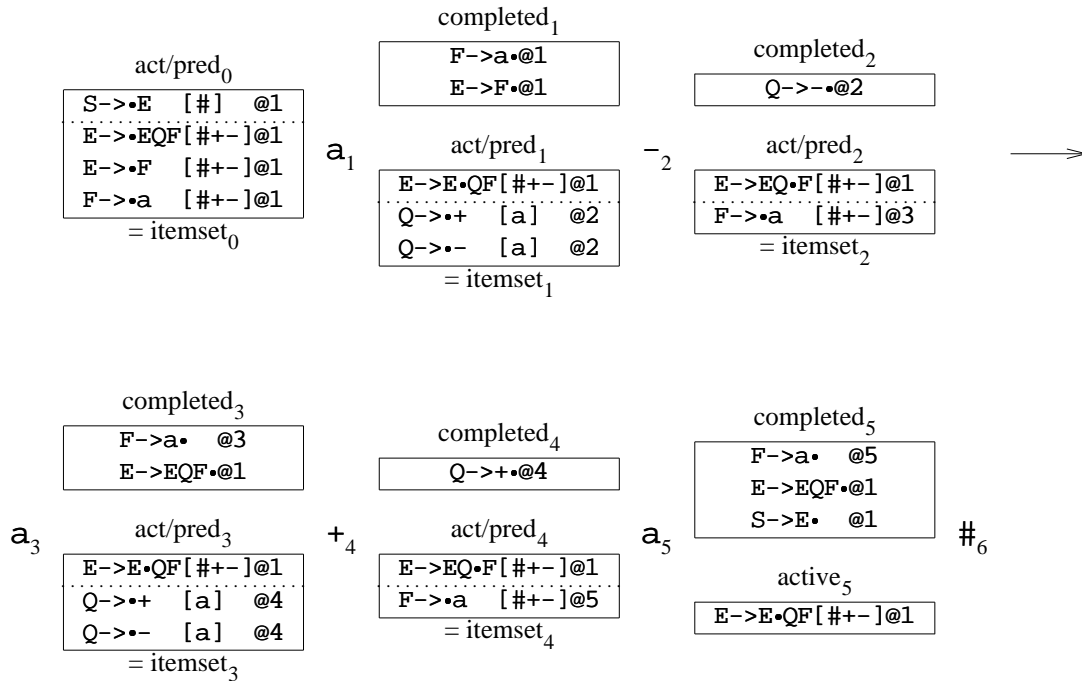 act/pred0
S->•E [#] @1
E->•EQF[#+-]@1
E->•F [#+-]@1
F->•a [#+-]@1
= itemset0
a1
completed1
F->a•@1
E->F•@1
act/pred1
E->E•QF[#+-]@1
Q->•+ [a] @2
Q->•- [a] @2
= itemset1
-2
completed2
Q->-•@2
act/pred2
E->EQ•F[#+-]@1
F->•a [#+-]@3
= itemset2
a3
completed3
F->a• @3
E->EQF•@1
act/pred3
E->E•QF[#+-]@1
Q->•+ [a] @4
Q->•- [a] @4
= itemset3
+4
completed4
Q->+•@4
act/pred4
E->EQ•F[#+-]@1
F->•a [#+-]@5
= itemset4
a5
completed5
F->a• @5
E->EQF•@1
S->E• @1
active5
E->E•QF[#+-]@1
#6